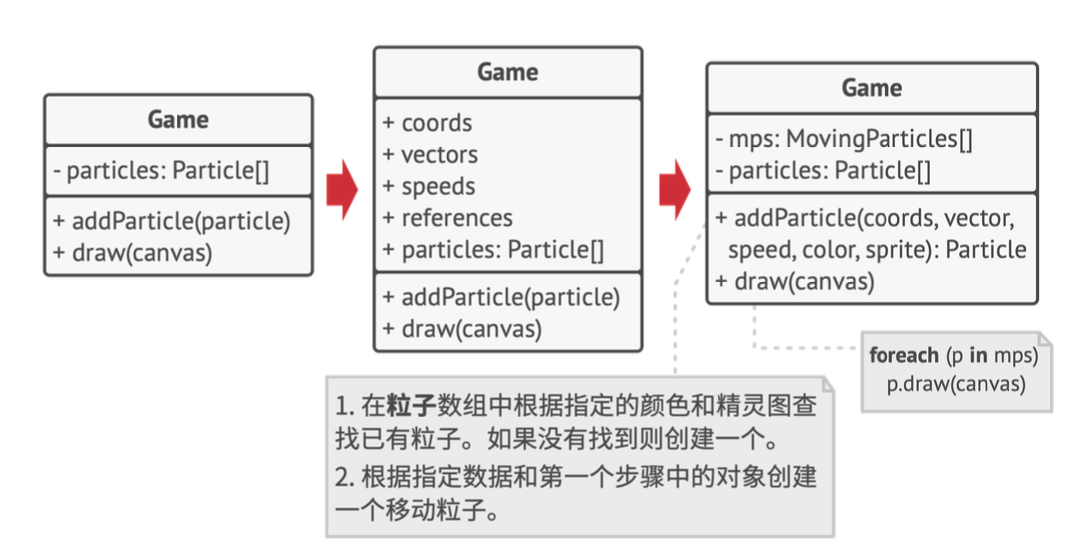 Game
- particles: Particle[]
+ addParticle(particle)
+ draw(canvas)
Game
+ coords
+ vectors
+ speeds
+ references
+ particles: Particle[]
+ addParticle(particle)
+ draw(canvas)
Game
- mps: MovingParticles[]
- particles: Particle[]
+ addParticle(coords, vector,
speed, color, sprite): Particle
+ draw(canvas)
foreach (p in mps)
p.draw(canvas)
1. 在粒子数组中根据指定的颜色和精灵图查
找已有粒子。如果没有找到则创建一个。
2. 根据指定数据和第一个步骤中的对象创建
一个移动粒子。